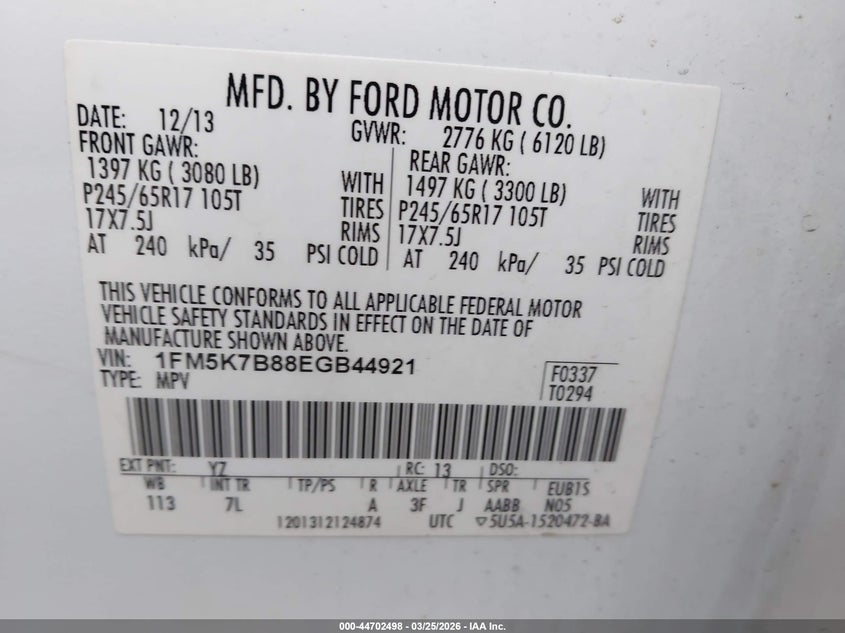 MFD. BY FORD MOTOR CO.
DATE: 12/13 GVWR: 2776 KG ( 6120 LB)
FRONT GAWR: REAR GAWR:
1397 KG ( 3080 LB) WITH 1497 KG ( 3300 LB) WITH
P245/65R17 105T TIRES P245/65R17 105T TIRES
17X7.5J RIMS 17X7.5J RIMS
AT 240 kPa/ 35 PSI COLD AT 240 kPa/ 35 PSI COLD
THIS VEHICLE CONFORMS TO ALL APPLICABLE FEDERAL MOTOR
VEHICLE SAFETY STANDARDS IN EFFECT ON THE DATE OF
MANUFACTURE SHOWN ABOVE.
VIN: 1FM5K7B88EGB44921 F0337
TYPE: MPV T0294
EXT PNT: YZ RC: 13 DSO:
WB INT TR TP/PS R AXLE TR SPR EUB15
113 7L A 3F J AABB N05
1201312124874 UTC ▽5U5A-1520472-BA
000-44702498 - 03/25/2026 - IAA Inc.